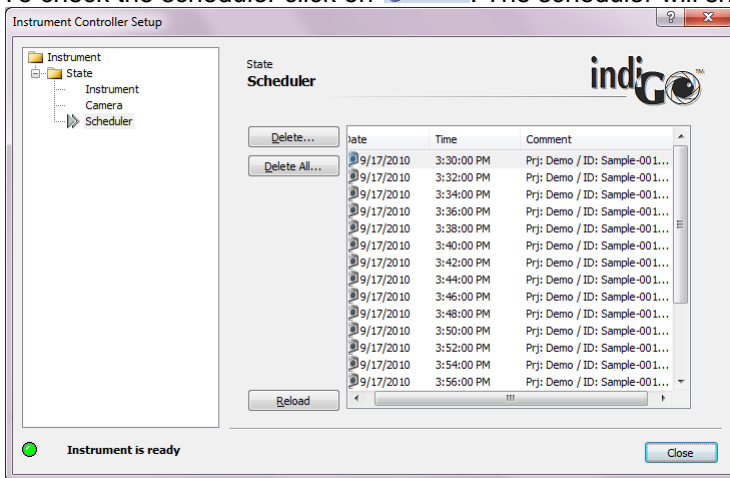 Instrument Controller Setup
Instrument
State
Instrument
Camera
Scheduler
State
Scheduler
indiGo™
Delete...
Delete All...
Reload
Date Time Comment
9/17/2010 3:30:00 PM Prj: Demo / ID: Sample-001...
9/17/2010 3:32:00 PM Prj: Demo / ID: Sample-001...
9/17/2010 3:34:00 PM Prj: Demo / ID: Sample-001...
9/17/2010 3:36:00 PM Prj: Demo / ID: Sample-001...
9/17/2010 3:38:00 PM Prj: Demo / ID: Sample-001...
9/17/2010 3:40:00 PM Prj: Demo / ID: Sample-001...
9/17/2010 3:42:00 PM Prj: Demo / ID: Sample-001...
9/17/2010 3:44:00 PM Prj: Demo / ID: Sample-001...
9/17/2010 3:46:00 PM Prj: Demo / ID: Sample-001...
9/17/2010 3:48:00 PM Prj: Demo / ID: Sample-001...
9/17/2010 3:50:00 PM Prj: Demo / ID: Sample-001...
9/17/2010 3:52:00 PM Prj: Demo / ID: Sample-001...
9/17/2010 3:54:00 PM Prj: Demo / ID: Sample-001...
9/17/2010 3:56:00 PM Prj: Demo / ID: Sample-001...
Instrument is ready
Close